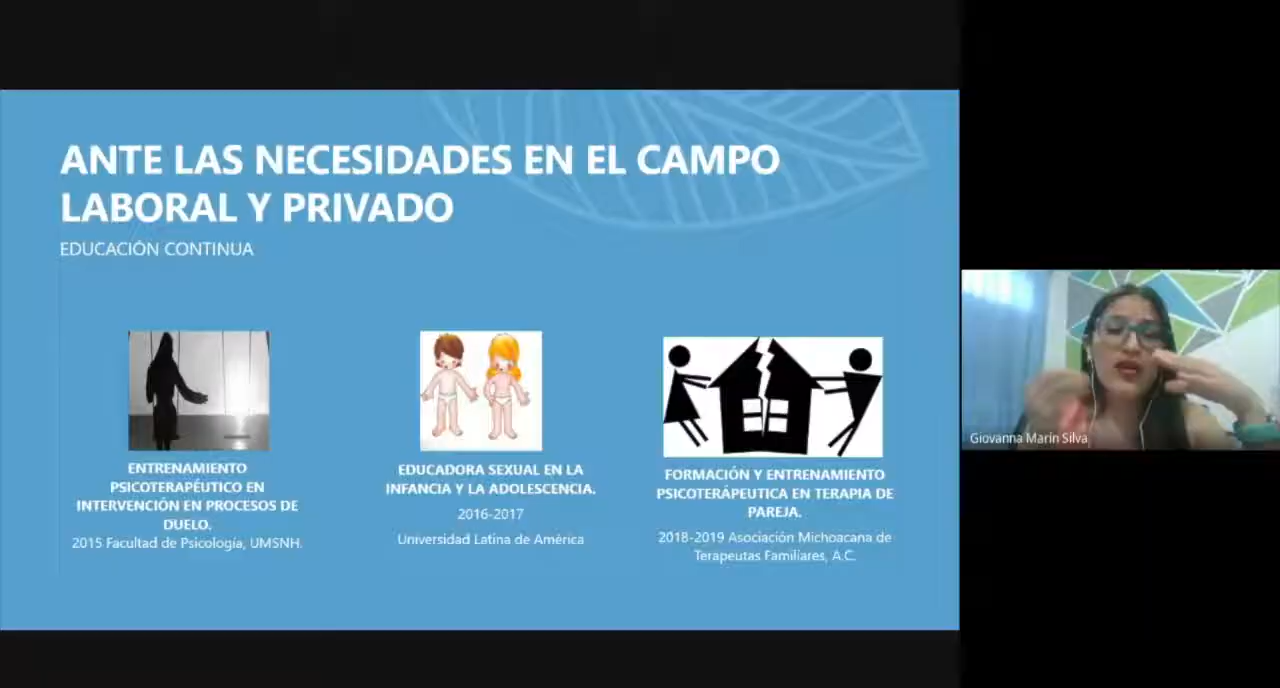 ANTE LAS NECESIDADES EN EL CAMPO
LABORAL Y PRIVADO
EDUCACIÓN CONTINUA
ENTRENAMIENTO
PSICOTERAPÉUTICO EN
INTERVENCIÓN EN PROCESOS DE
DUELO.
2015 Facultad de Psicología, UMSNH.
EDUCADORA SEXUAL EN LA
INFANCIA Y LA ADOLESCENCIA.
2016-2017
Universidad Latina de América
FORMACIÓN Y ENTRENAMIENTO
PSICOTERÁPEUTICA EN TERAPIA DE
PAREJA.
2018-2019 Asociación Michoacana de
Terapeutas Familiares, A.C.
Giovanna Marín Silva